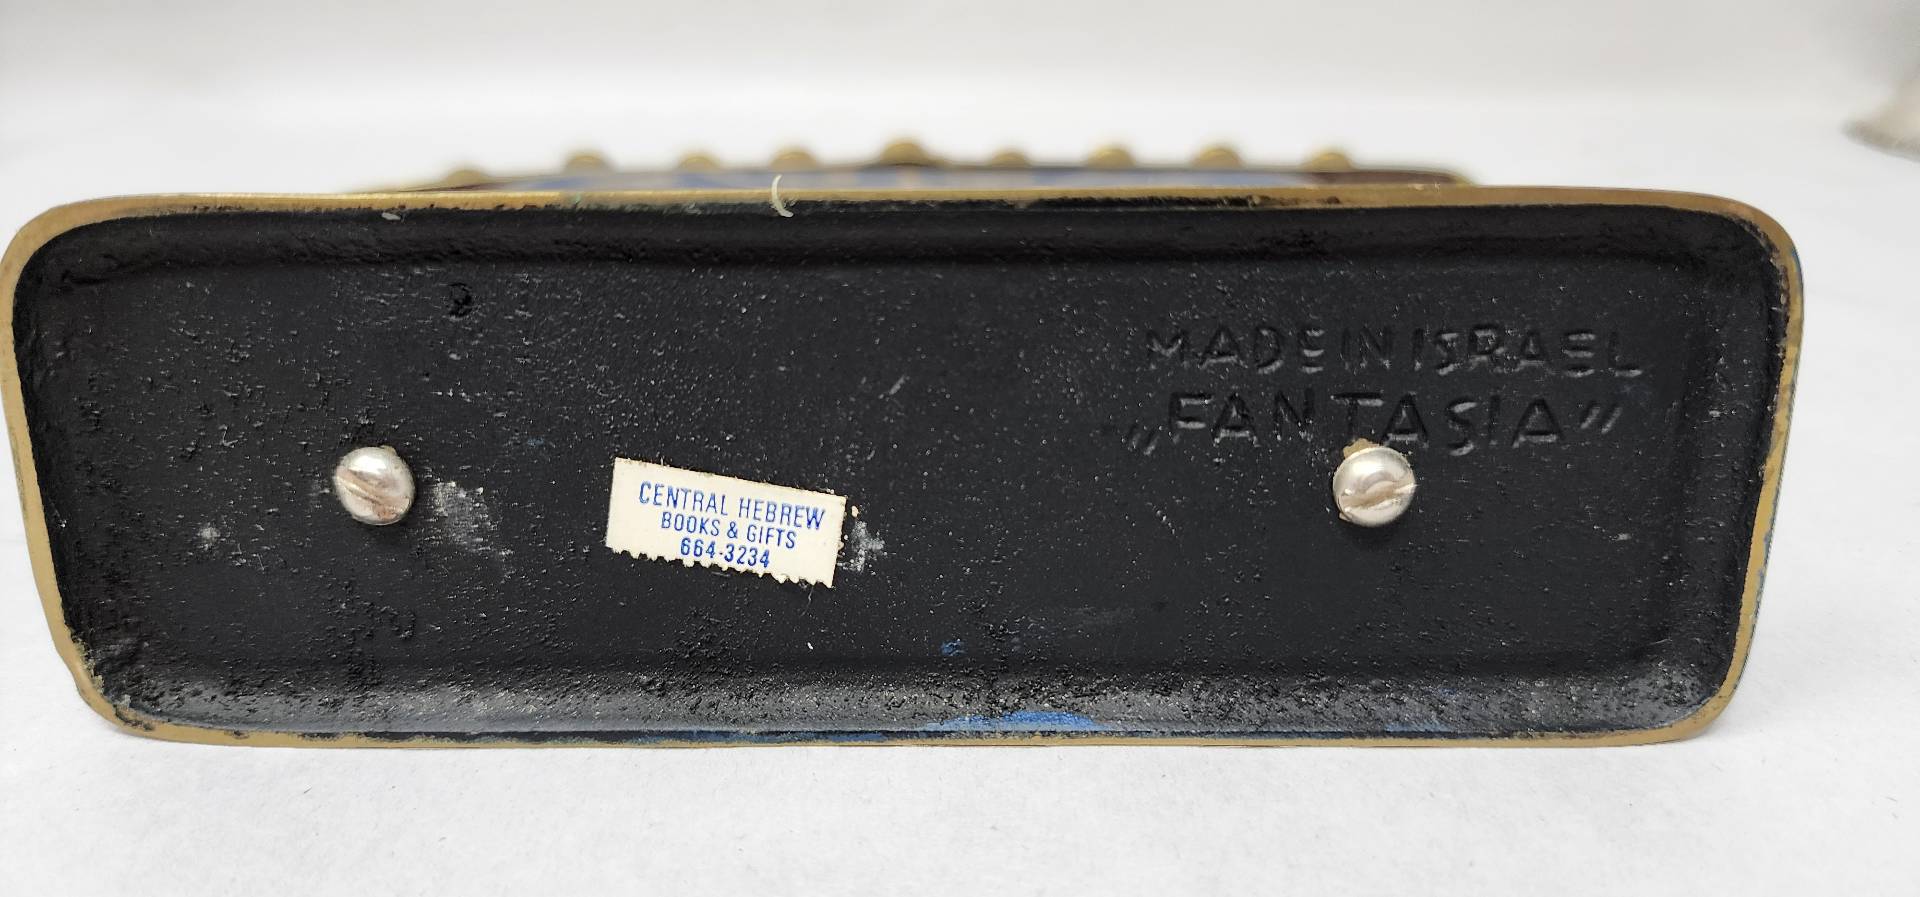 MADE IN ISRAEL
„FANTASIA”
CENTRAL HEBREW
BOOKS & GIFTS
664-3234